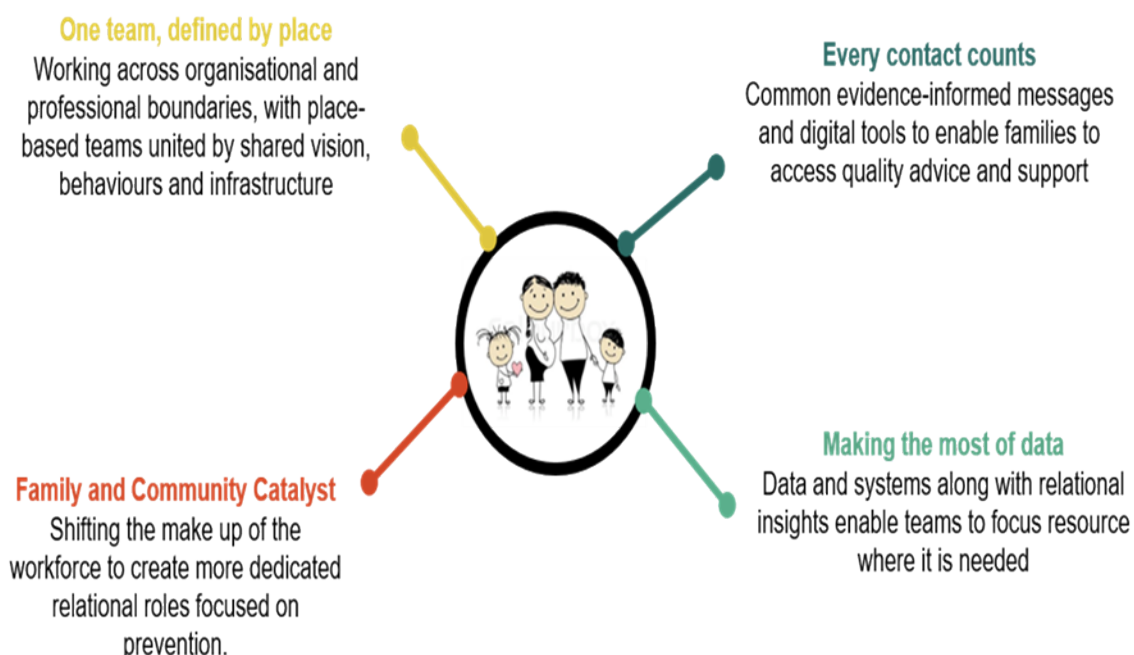 One team, defined by place
Working across organisational and
professional boundaries, with place-
based teams united by shared vision,
behaviours and infrastructure
Every contact counts
Common evidence-informed messages
and digital tools to enable families to
access quality advice and support
Family and Community Catalyst
Shifting the make up of the
workforce to create more dedicated
relational roles focused on
prevention.
Making the most of data
Data and systems along with relational
insights enable teams to focus resource
where it is needed